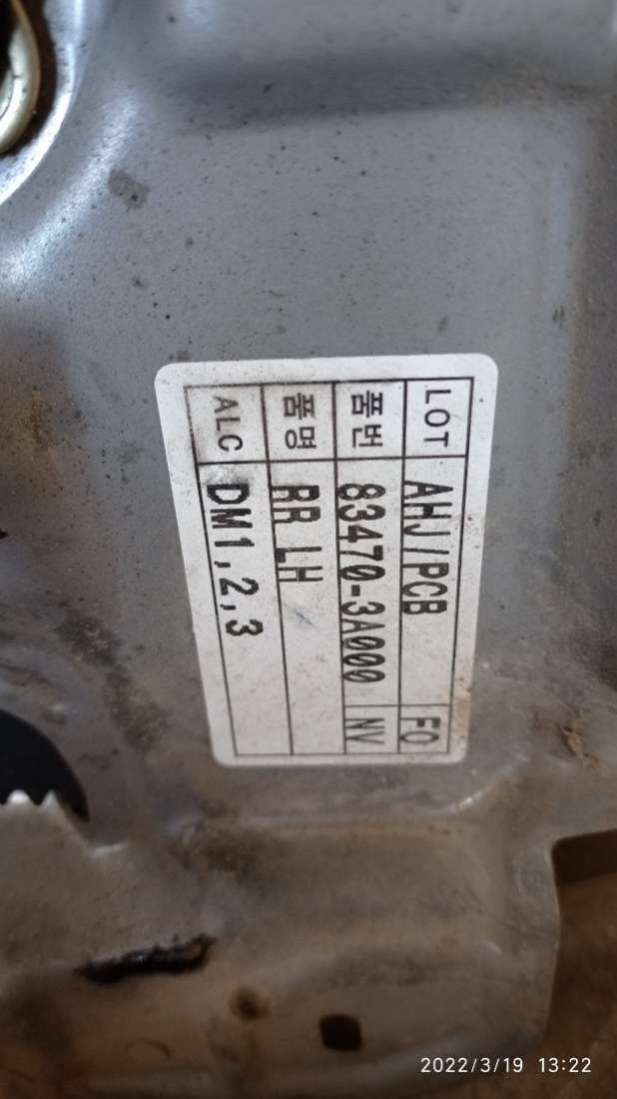 LOT AHJ/PCB FO
품번 83470-3A000 NV
품명 RR LH
ALC DM1,2,3
2022/3/19 13:22